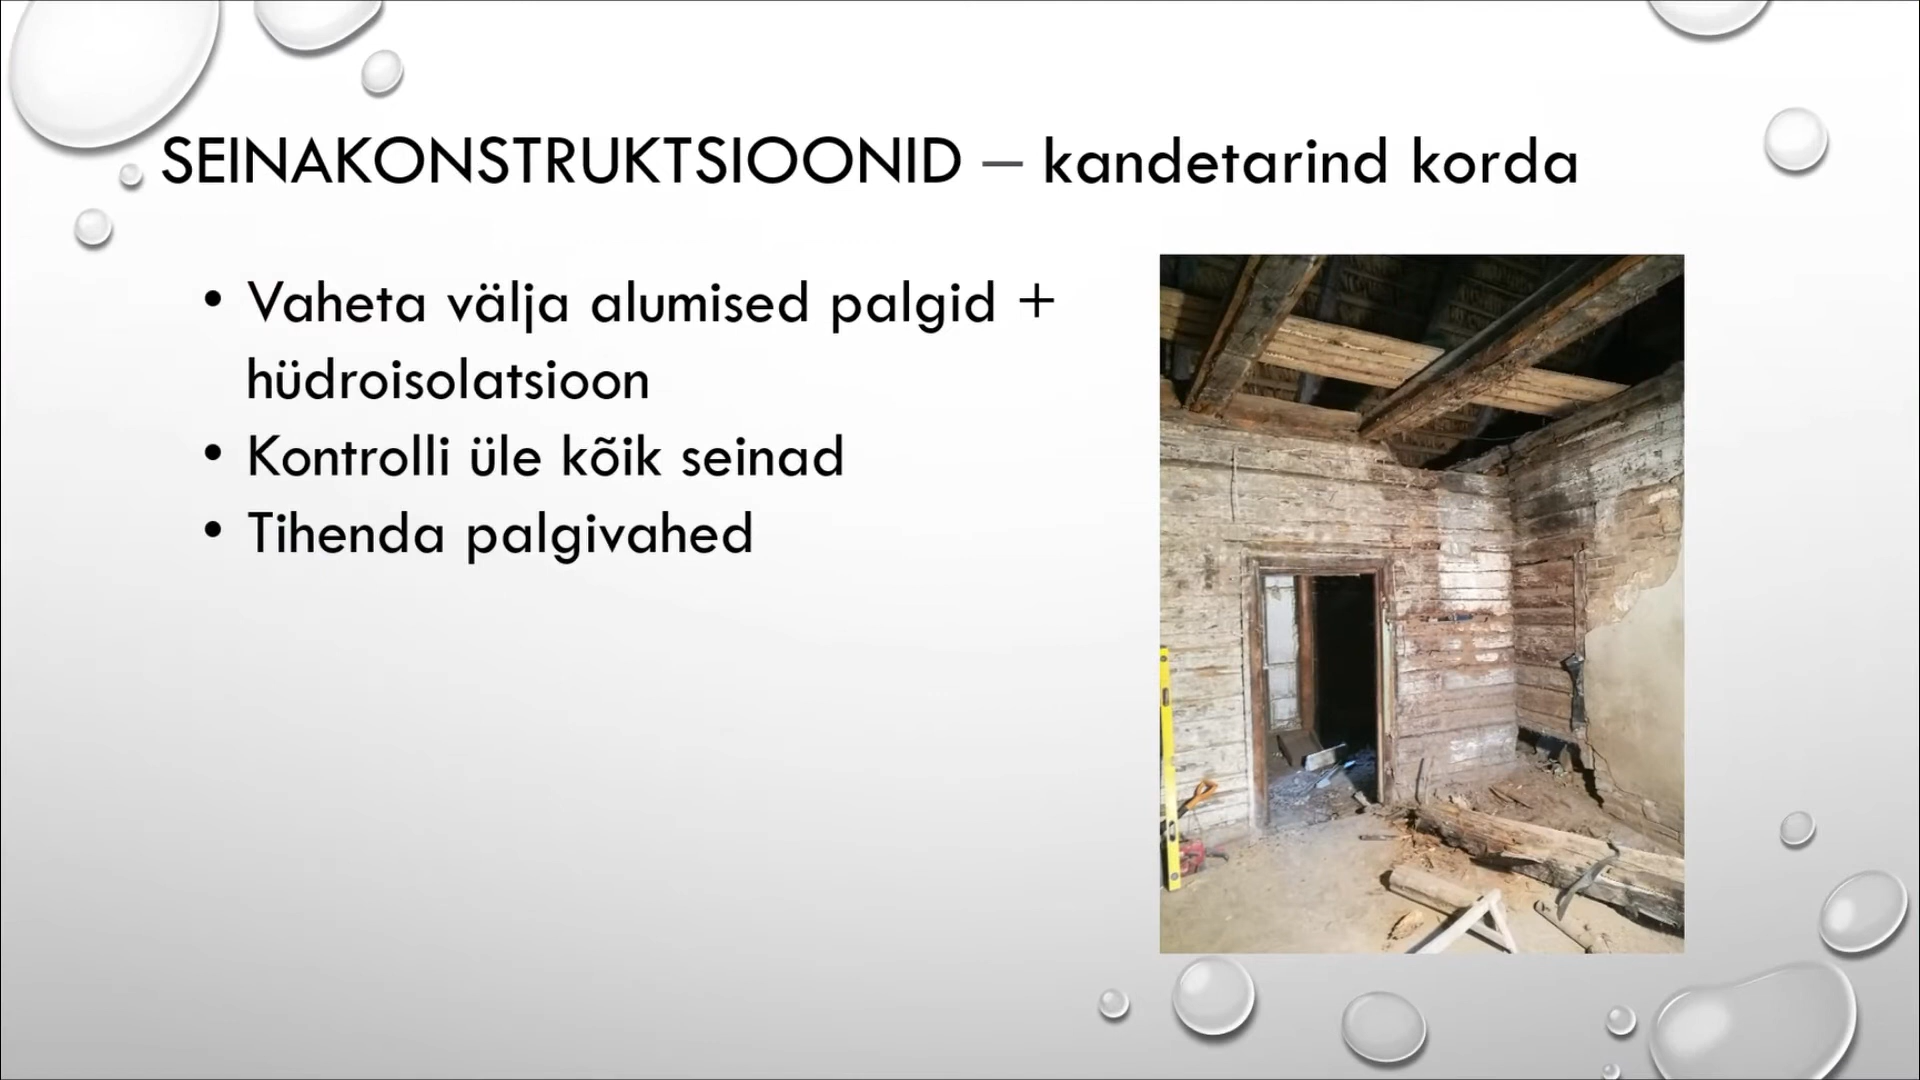 SEINAKONSTRUKTSIOONID – kandetarind korda
• Vaheta välja alumised palgid +
hüdroisolatsioon
• Kontrolli üle kõik seinad
• Tihenda palgivahed